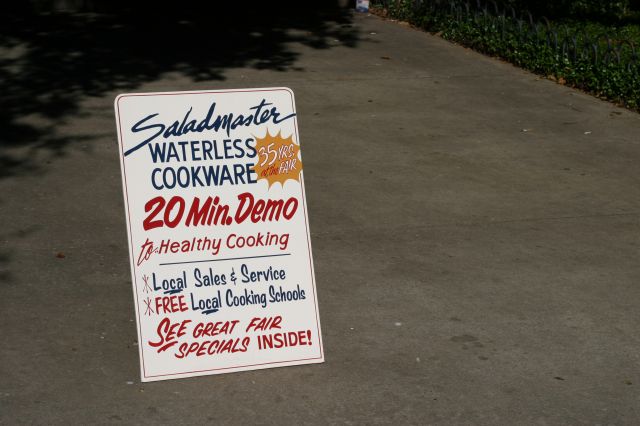 Saladmaster
WATERLESS
COOKWARE
35 YRS.
at the FAIR
20 Min. Demo
to Healthy Cooking
Local Sales & Service
FREE Local Cooking Schools
SEE GREAT FAIR
SPECIALS INSIDE!